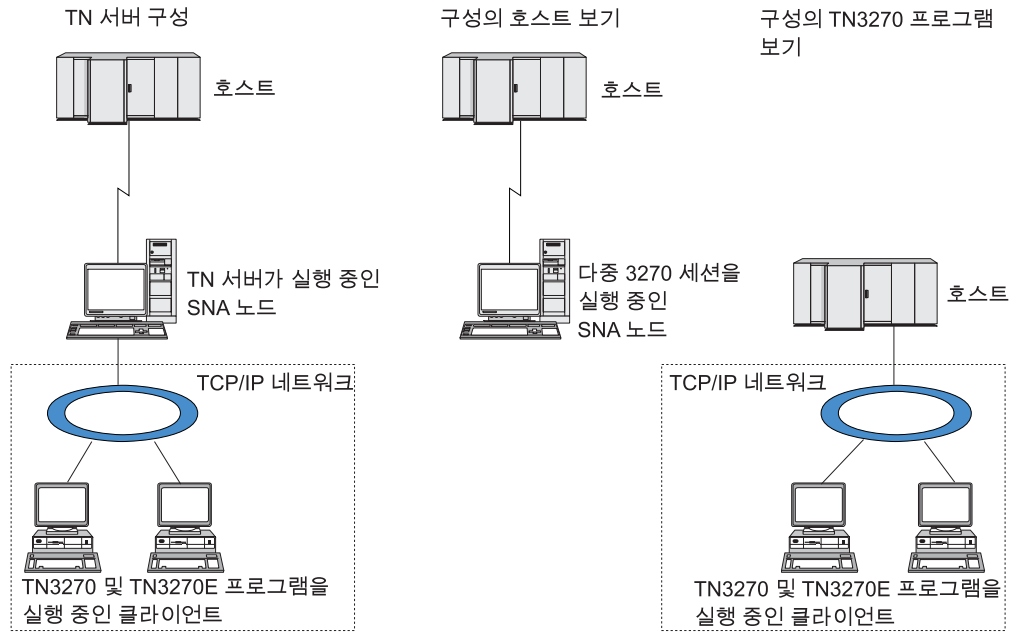 TN 서버 구성
호스트
TN 서버가 실행 중인
SNA 노드
TCP/IP 네트워크
TN3270 및 TN3270E 프로그램을
실행 중인 클라이언트
구성의 호스트 보기
호스트
다중 3270 세션을
실행 중인
SNA 노드
구성의 TN3270 프로그램
보기
호스트
TCP/IP 네트워크
TN3270 및 TN3270E 프로그램을
실행 중인 클라이언트